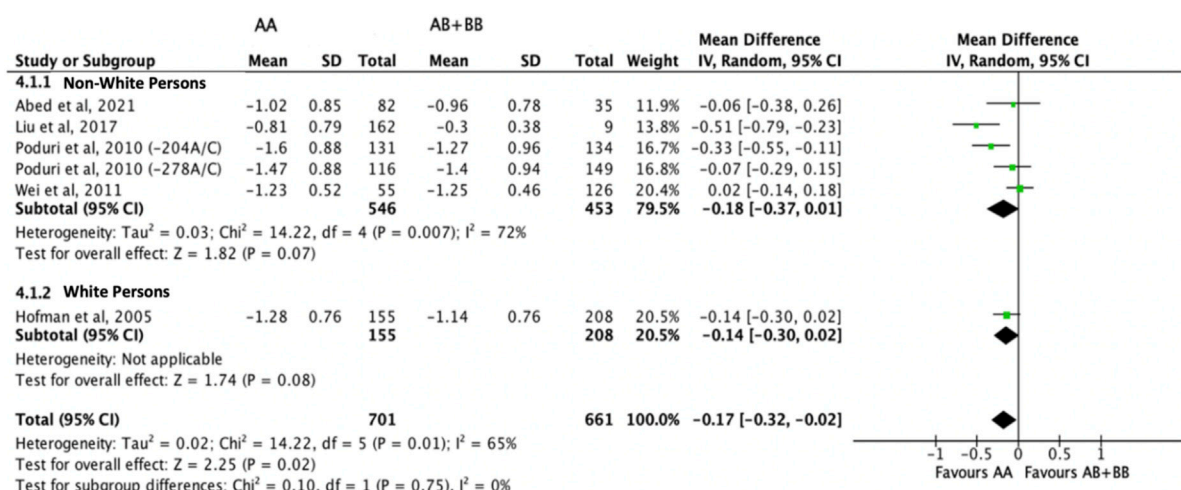 AA AB+BB Mean Difference Mean Difference
Study or Subgroup Mean SD Total Mean SD Total Weight IV, Random, 95% CI IV, Random, 95% CI
4.1.1 Non-White Persons
Abed et al, 2021 −1.02 0.85 82 −0.96 0.78 35 11.9% −0.06 [−0.38, 0.26]
Liu et al, 2017 −0.81 0.79 162 −0.3 0.38 9 13.8% −0.51 [−0.79, −0.23]
Poduri et al, 2010 (−204A/C) −1.6 0.88 131 −1.27 0.96 134 16.7% −0.33 [−0.55, −0.11]
Poduri et al, 2010 (−278A/C) −1.47 0.88 116 −1.4 0.94 149 16.8% −0.07 [−0.29, 0.15]
Wei et al, 2011 −1.23 0.52 55 −1.25 0.46 126 20.4% 0.02 [−0.14, 0.18]
Subtotal (95% CI) 546 453 79.5% −0.18 [−0.37, 0.01]
Heterogeneity: Tau² = 0.03; Chi² = 14.22, df = 4 (P = 0.007); I² = 72%
Test for overall effect: Z = 1.82 (P = 0.07)
4.1.2 White Persons
Hofman et al, 2005 −1.28 0.76 155 −1.14 0.76 208 20.5% −0.14 [−0.30, 0.02]
Subtotal (95% CI) 155 208 20.5% −0.14 [−0.30, 0.02]
Heterogeneity: Not applicable
Test for overall effect: Z = 1.74 (P = 0.08)
Total (95% CI) 701 661 100.0% −0.17 [−0.32, −0.02]
Heterogeneity: Tau² = 0.02; Chi² = 14.22, df = 5 (P = 0.01); I² = 65%
Test for overall effect: Z = 2.25 (P = 0.02)
Test for subgroup differences: Chi² = 0.10, df = 1 (P = 0.75), I² = 0%
−1 −0.5 0 0.5 1
Favours AA Favours AB+BB